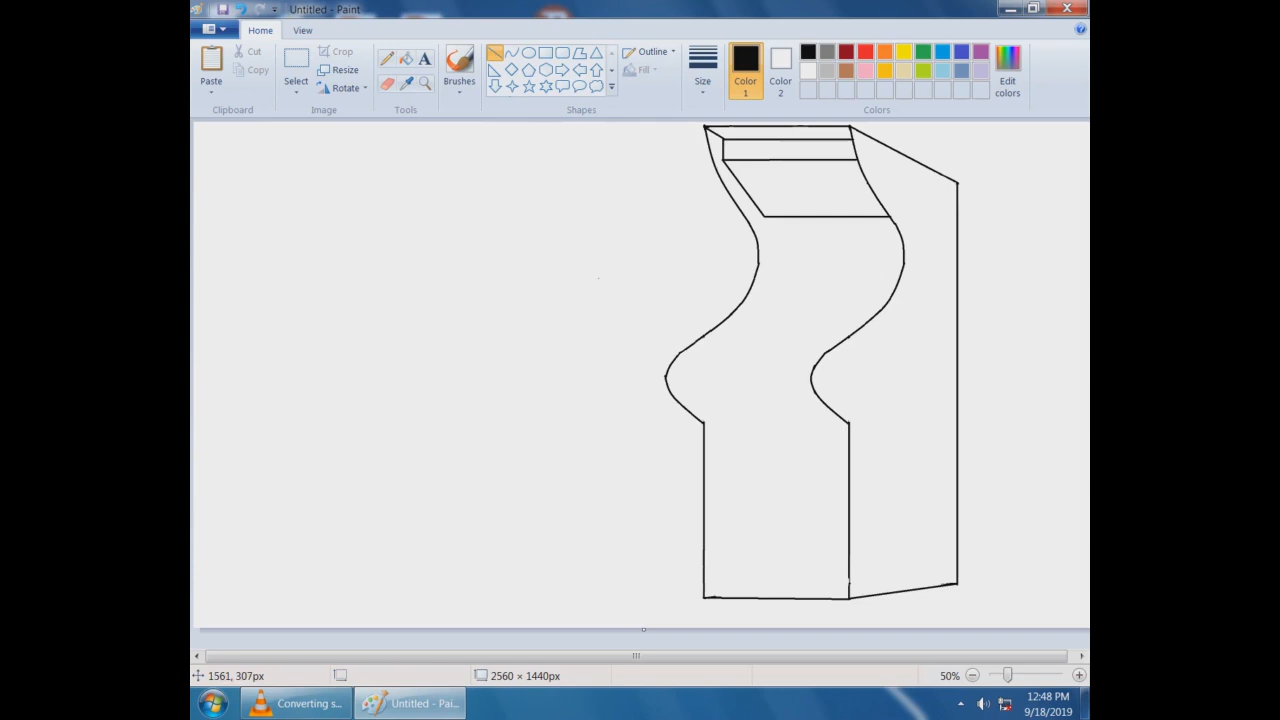 Untitled - Paint
Home View
Paste
Cut
Copy
Clipboard
Select
Crop
Resize
Rotate
Image
A
Tools
Brushes
Outline
Fill
Shapes
Size
Color 1
Color 2
Edit colors
Colors
1561, 307px
2560 × 1440px
50%
Converting s...
Untitled - Pai...
12:48 PM
9/18/2019